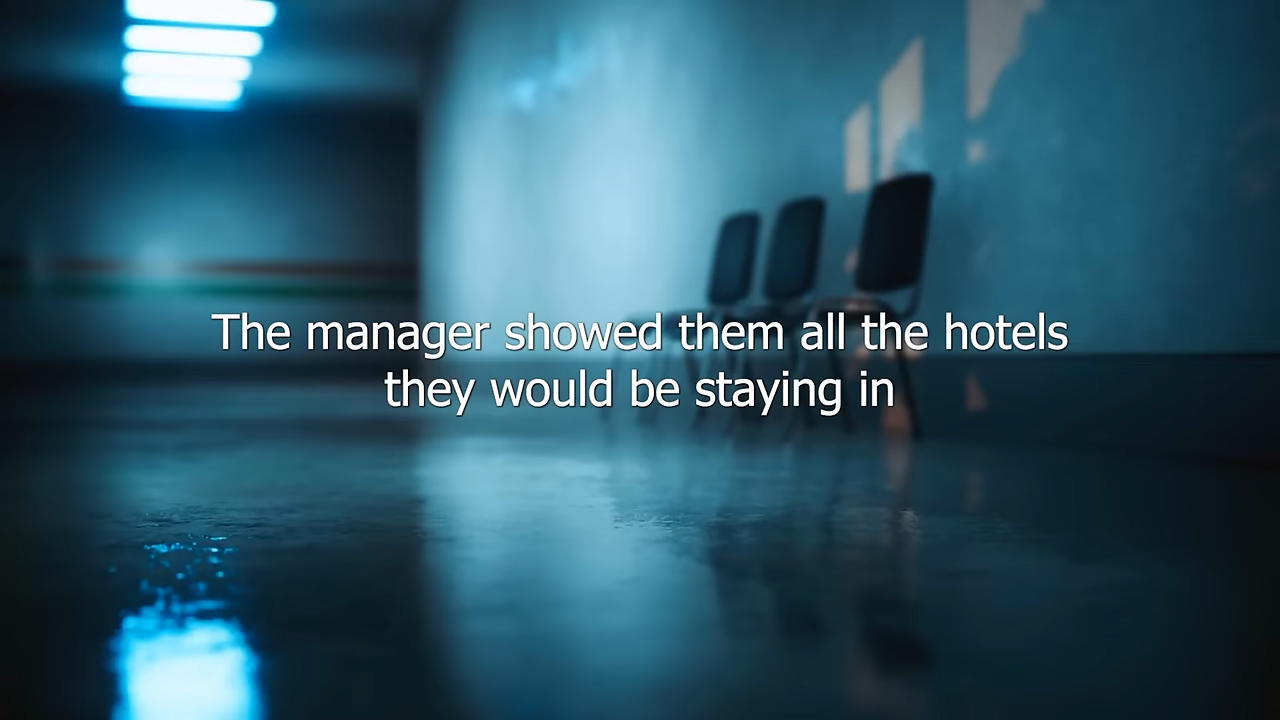 The manager showed them all the hotels
they would be staying in